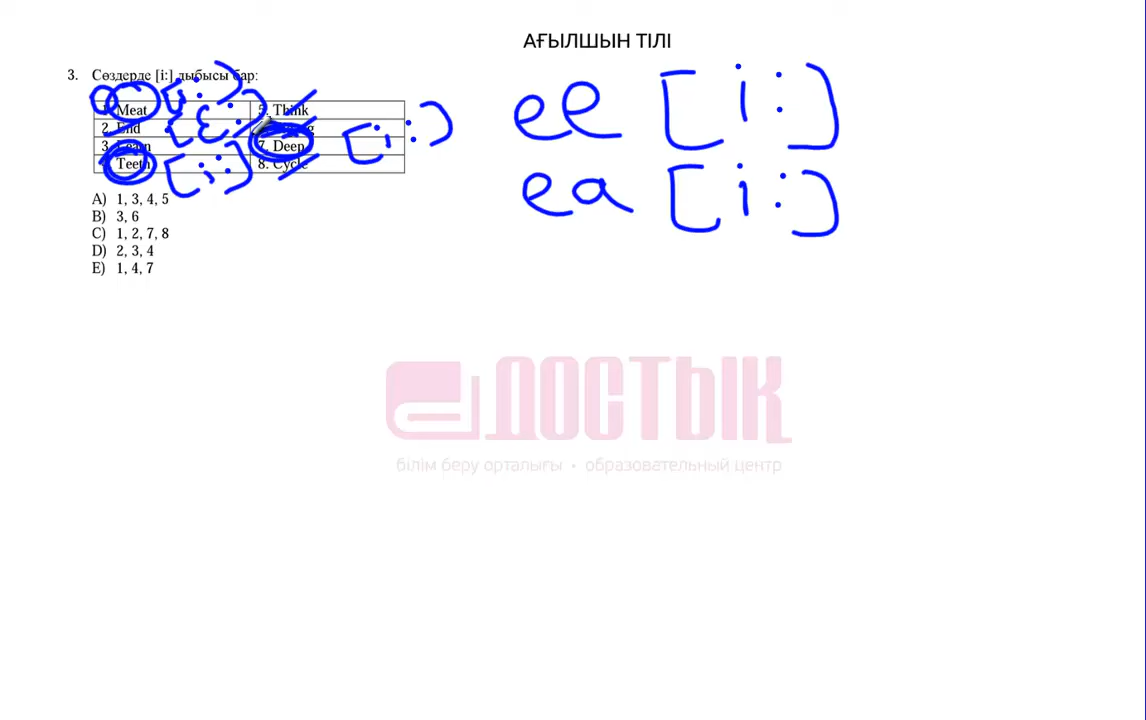 АҒЫЛШЫН ТІЛІ
3. Сөздерде [i:] дыбысы бар:
1. Meat 5. Think
2. End
3. Learn 7. Deep
Teeth 8. Cycle
A) 1, 3, 4, 5
B) 3, 6
C) 1, 2, 7, 8
D) 2, 3, 4
E) 1, 4, 7
[i:]
[ɛ:]
[i:]
[i:]
ee [i:]
ea [i:]
ДОСТЫҚ
білім беру орталығы • образовательный центр